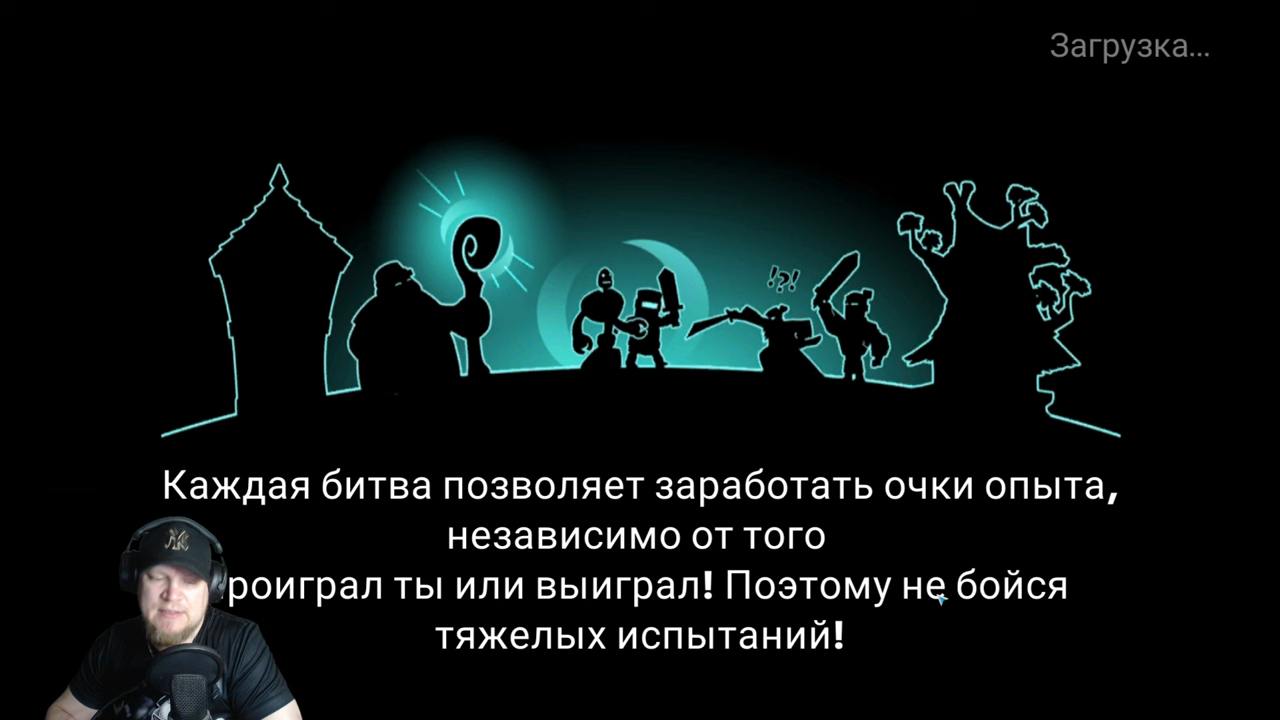 Загрузка...
!?!
Каждая битва позволяет заработать очки опыта,
независимо от того
роиграл ты или выиграл! Поэтому не бойся
тяжелых испытаний!